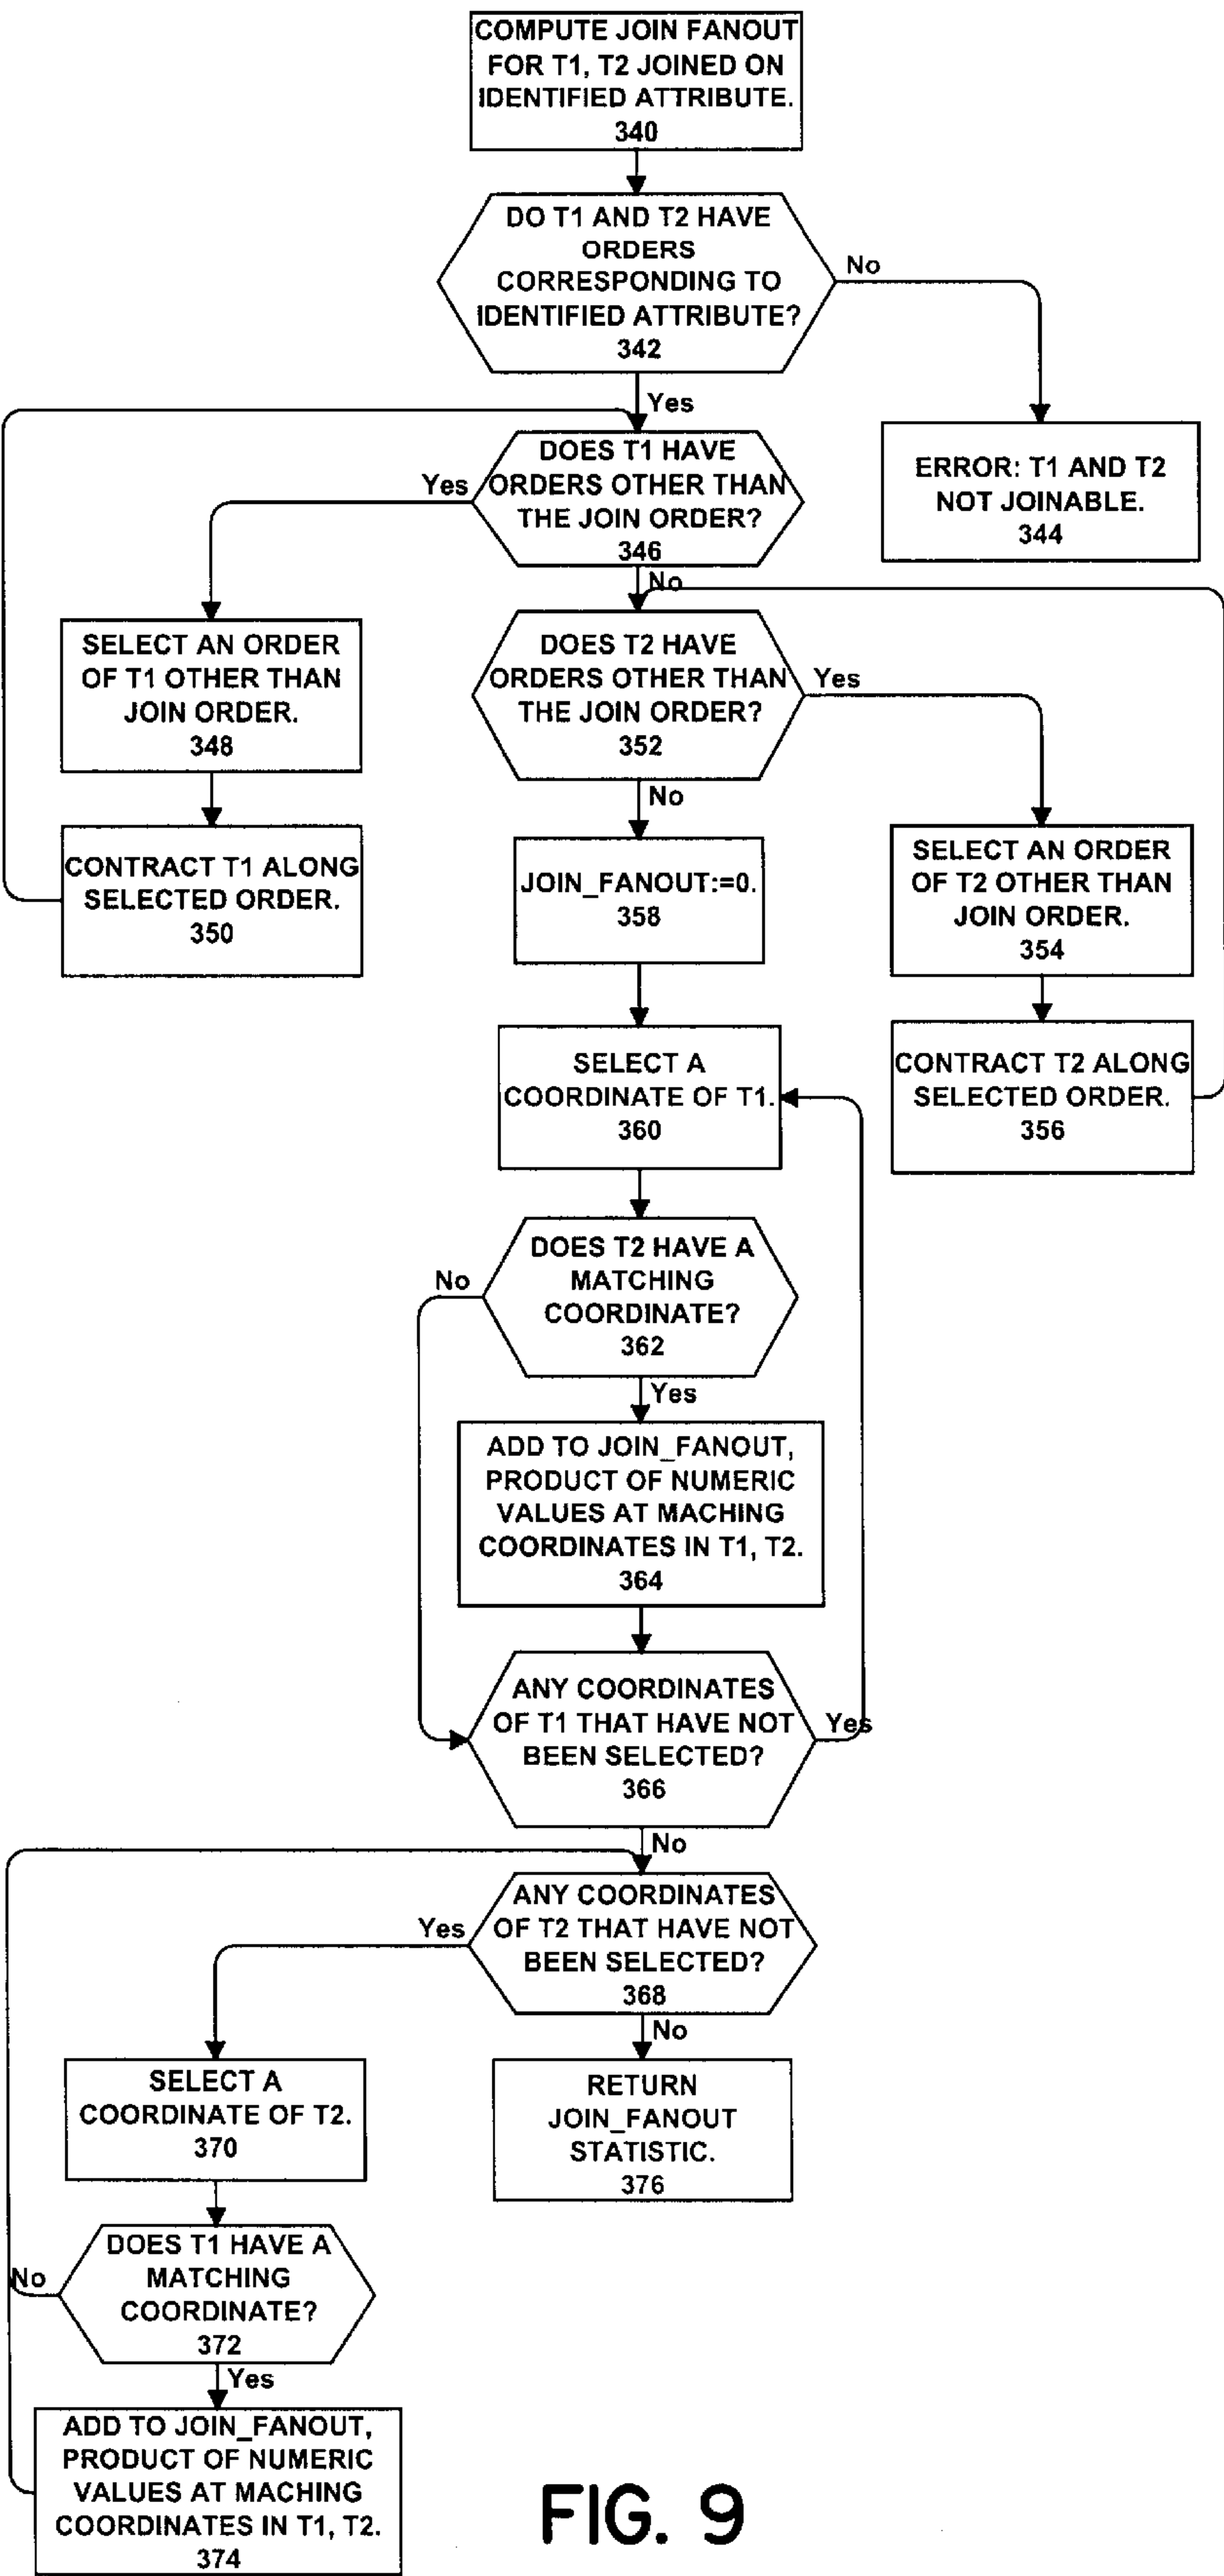 COMPUTE JOIN FANOUT
FOR T1, T2 JOINED ON
IDENTIFIED ATTRIBUTE.
340
DO T1 AND T2 HAVE
ORDERS
CORRESPONDING TO
IDENTIFIED ATTRIBUTE?
342
No
Yes
ERROR: T1 AND T2
NOT JOINABLE.
344
DOES T1 HAVE
ORDERS OTHER THAN
THE JOIN ORDER?
346
Yes
No
SELECT AN ORDER
OF T1 OTHER THAN
JOIN ORDER.
348
CONTRACT T1 ALONG
SELECTED ORDER.
350
DOES T2 HAVE
ORDERS OTHER THAN
THE JOIN ORDER?
352
Yes
No
SELECT AN ORDER
OF T2 OTHER THAN
JOIN ORDER.
354
CONTRACT T2 ALONG
SELECTED ORDER.
356
JOIN_FANOUT:=0.
358
SELECT A
COORDINATE OF T1.
360
DOES T2 HAVE A
MATCHING
COORDINATE?
362
No
Yes
ADD TO JOIN_FANOUT,
PRODUCT OF NUMERIC
VALUES AT MACHING
COORDINATES IN T1, T2.
364
ANY COORDINATES
OF T1 THAT HAVE NOT
BEEN SELECTED?
366
Yes
No
ANY COORDINATES
OF T2 THAT HAVE NOT
BEEN SELECTED?
368
Yes
No
SELECT A
COORDINATE OF T2.
370
RETURN
JOIN_FANOUT
STATISTIC.
376
DOES T1 HAVE A
MATCHING
COORDINATE?
372
No
Yes
ADD TO JOIN_FANOUT,
PRODUCT OF NUMERIC
VALUES AT MACHING
COORDINATES IN T1, T2.
374
FIG. 9